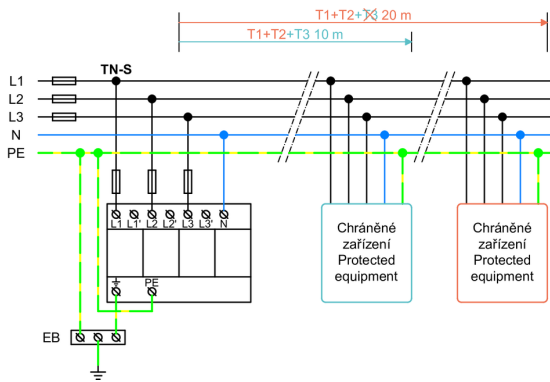 T1+T2+T3 20 m
T1+T2+T3 10 m
TN-S
L1
L2
L3
N
PE
L1 L1' L2 L2' L3 L3' N
PE
Chráněné
zařízení
Protected
equipment
Chráněné
zařízení
Protected
equipment
EB